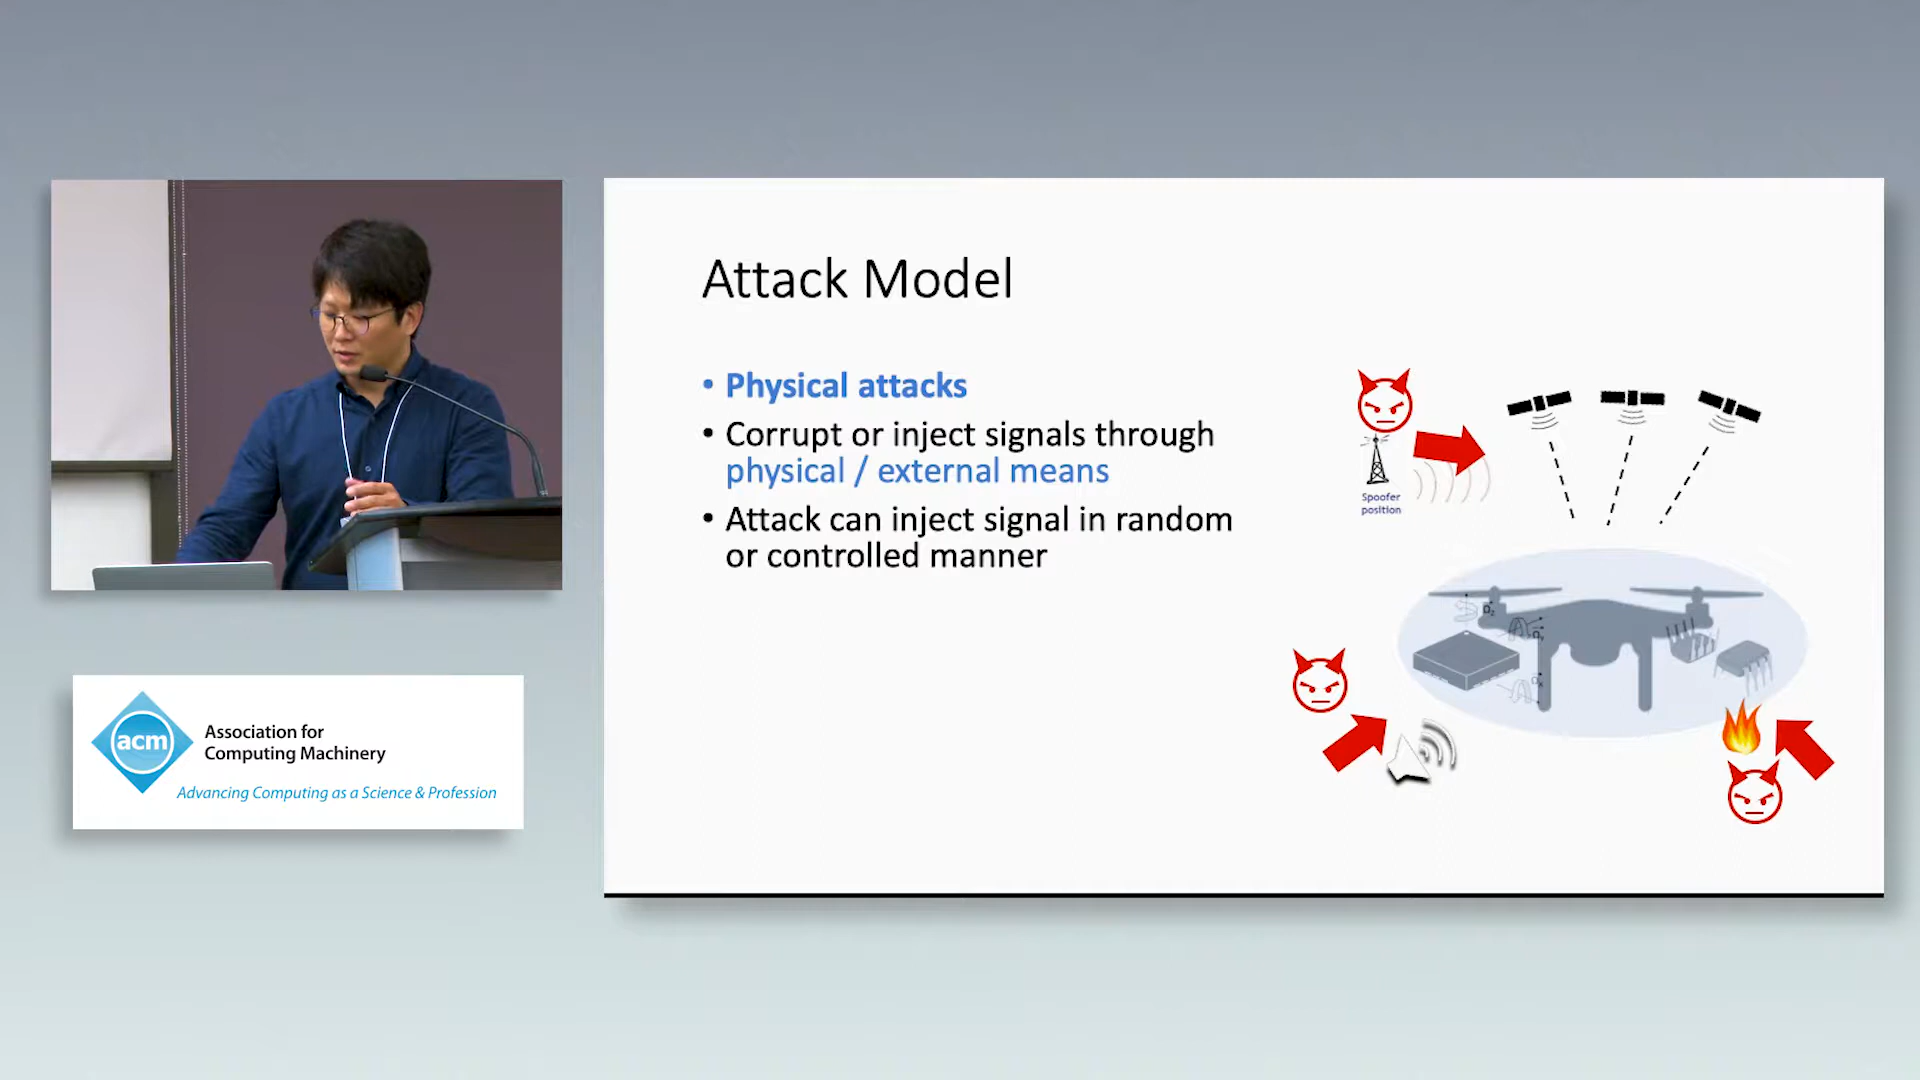 Attack Model
• Physical attacks
• Corrupt or inject signals through
physical / external means
• Attack can inject signal in random
or controlled manner
Spoofer
position
acm
Association for
Computing Machinery
Advancing Computing as a Science & Profession